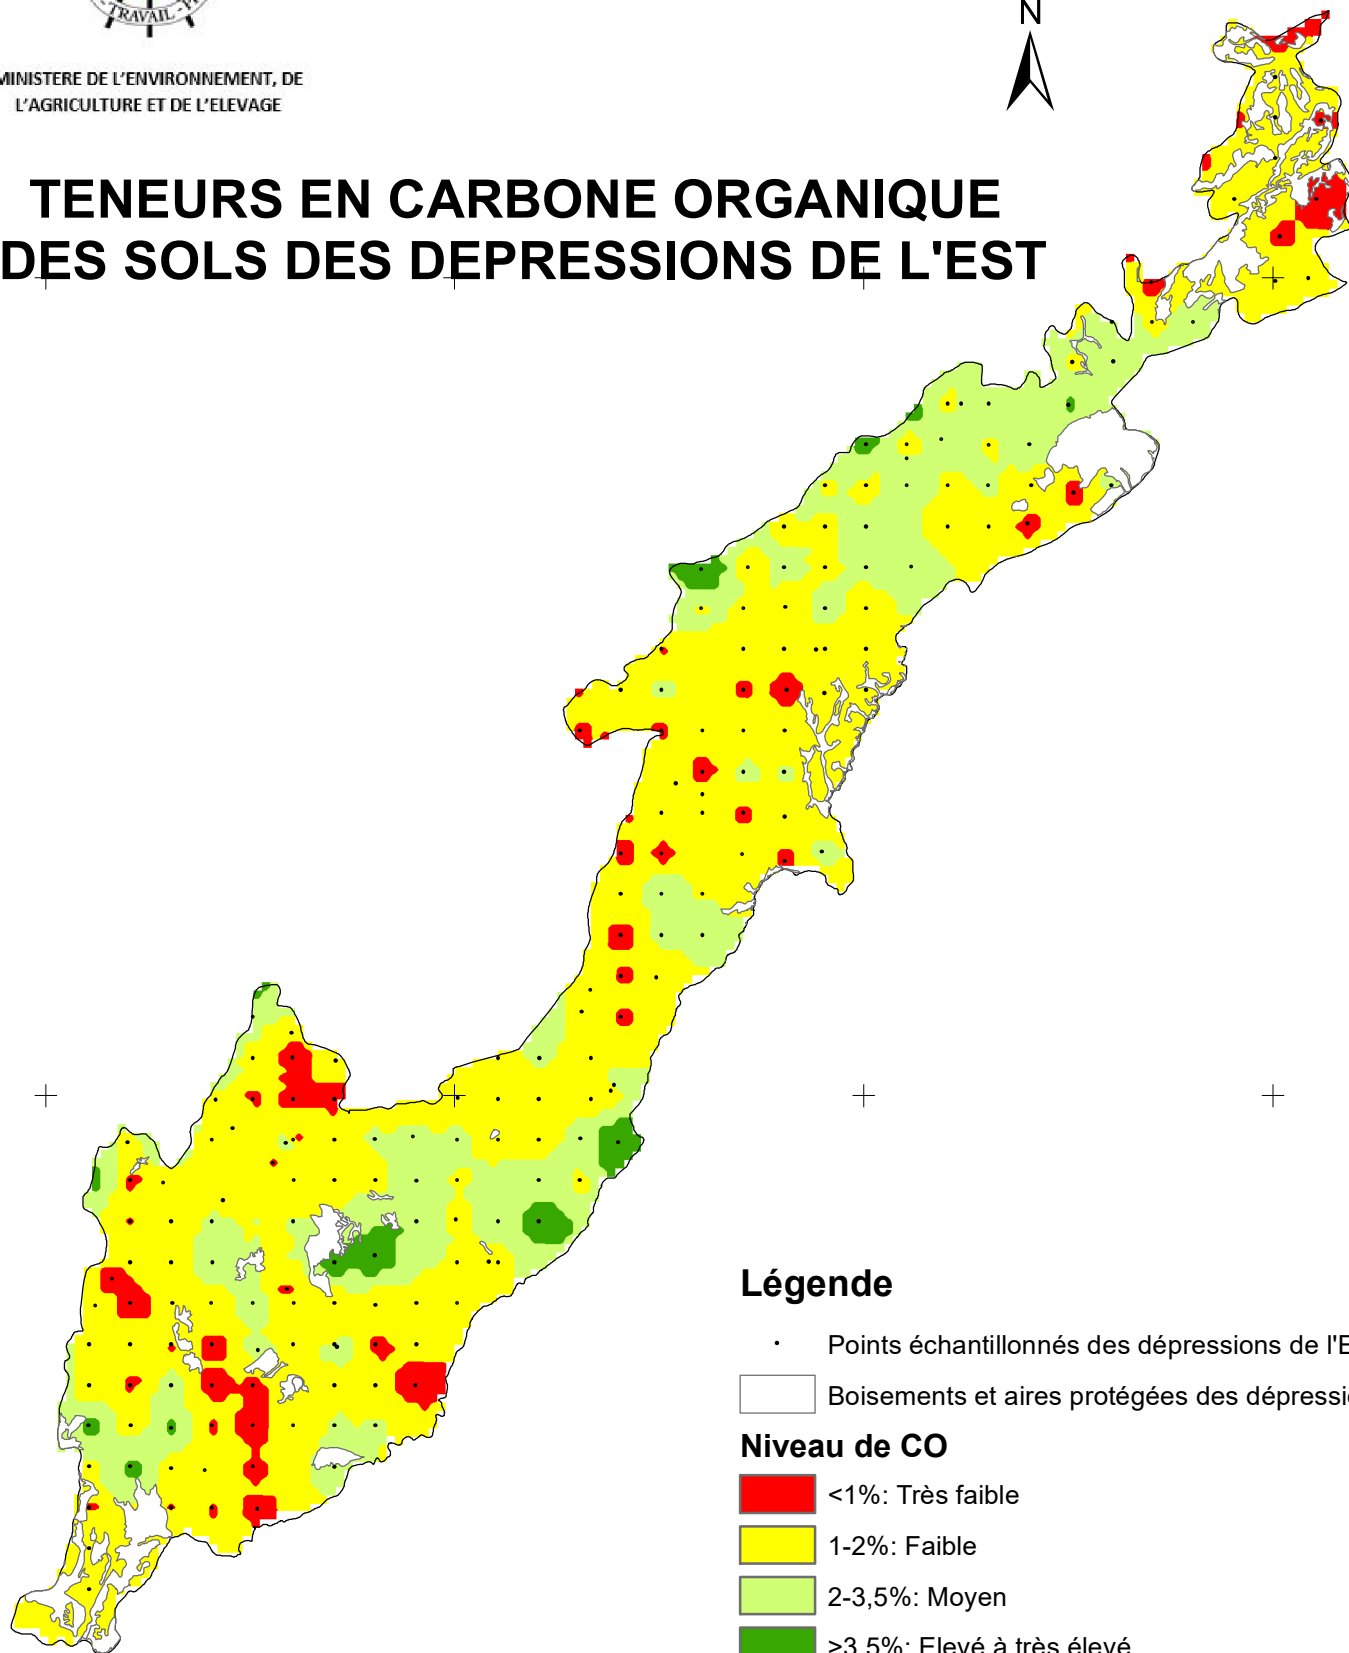 TRAVAIL
MINISTERE DE L'ENVIRONNEMENT, DE
L'AGRICULTURE ET DE L'ELEVAGE
N
TENEURS EN CARBONE ORGANIQUE
DES SOLS DES DEPRESSIONS DE L'EST
Légende
Points échantillonnés des dépressions de l'E
Boisements et aires protégées des dépressi
Niveau de CO
<1%: Très faible
1-2%: Faible
2-3,5%: Moyen
>3,5%: Elevé à très élevé